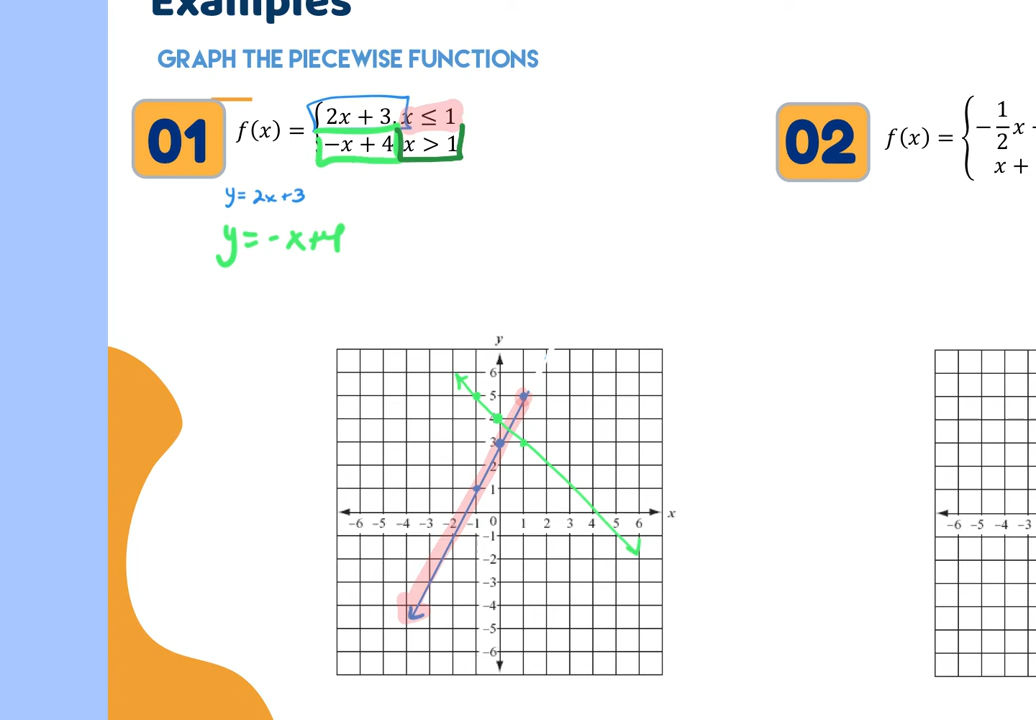 Examples
GRAPH THE PIECEWISE FUNCTIONS
01
f(x) = { 2x + 3, x ≤ 1
-x + 4 x > 1
02
f(x) = { -1/2 x
x +
y = 2x + 3
y = -x + 4
y
6
5
4
3
2
1
-6 -5 -4 -3 -2 -1 0 1 2 3 4 5 6 x
-1
-2
-3
-4
-5
-6
-6 -5 -4 -3